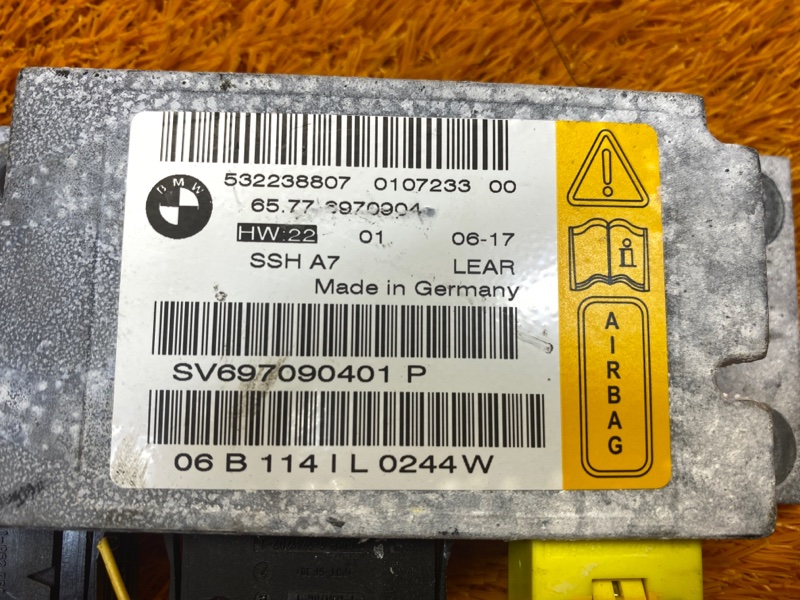 BMW
532238807 0107233 00
65.77 6970904
HW:22 01 06-17
SSH A7 LEAR
Made in Germany
SV697090401 P
06 B 114 I L 0244W
AIRBAG